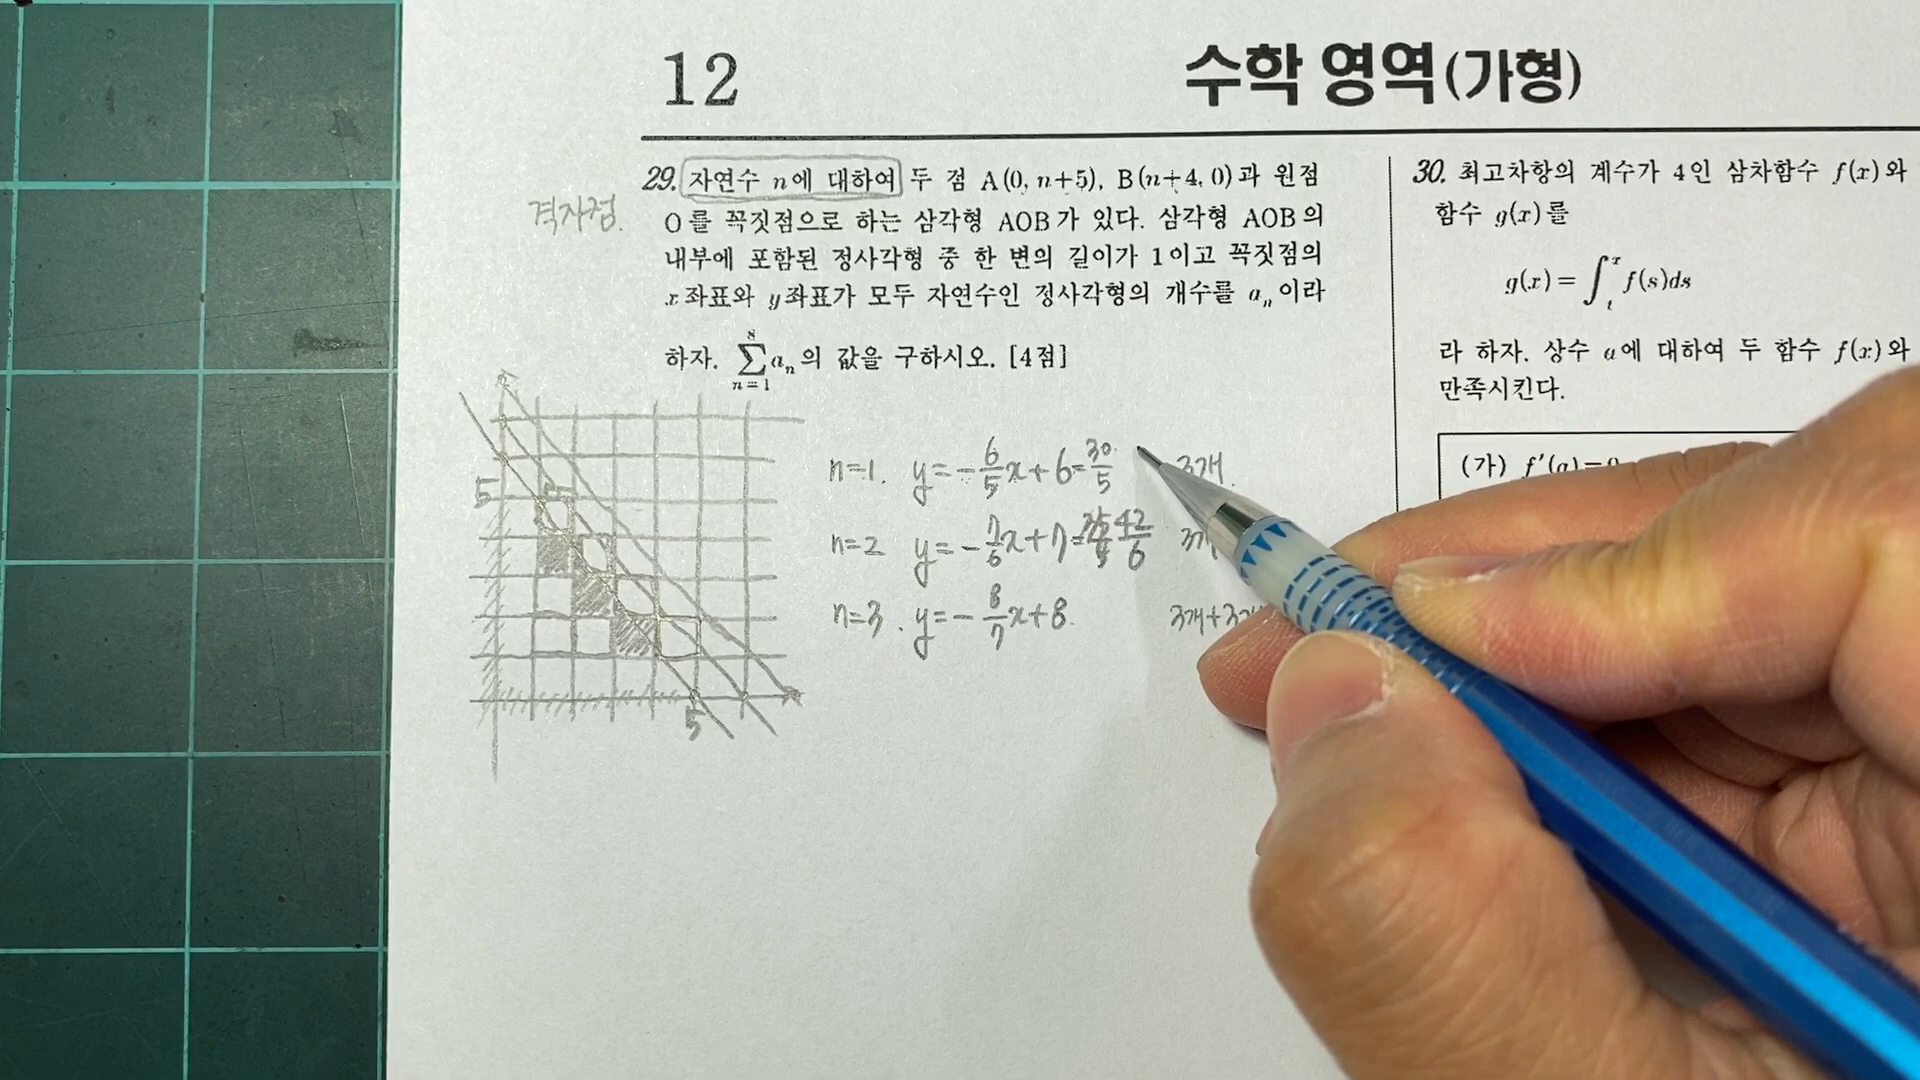 12
수학 영역(가형)
29. 자연수 n에 대하여 두 점 A(0, n+5), B(n+4, 0)과 원점
O를 꼭짓점으로 하는 삼각형 AOB가 있다. 삼각형 AOB의
내부에 포함된 정사각형 중 한 변의 길이가 1이고 꼭짓점의
x좌표와 y좌표가 모두 자연수인 정사각형의 개수를 aₙ이라
하자. ∑ₙ₌₁⁸ aₙ의 값을 구하시오. [4점]
격자점.
5
5
n=1. y=-6/5x+6=30/5 3개.
n=2 y=-7/6x+7= 42/6
n=3. y=-8/7x+8. 3개+3
30. 최고차항의 계수가 4인 삼차함수 f(x)와
함수 g(x)를
g(x)=∫ₜˣ f(s)ds
라 하자. 상수 a에 대하여 두 함수 f(x)와
만족시킨다.
(가) f′(a)=0